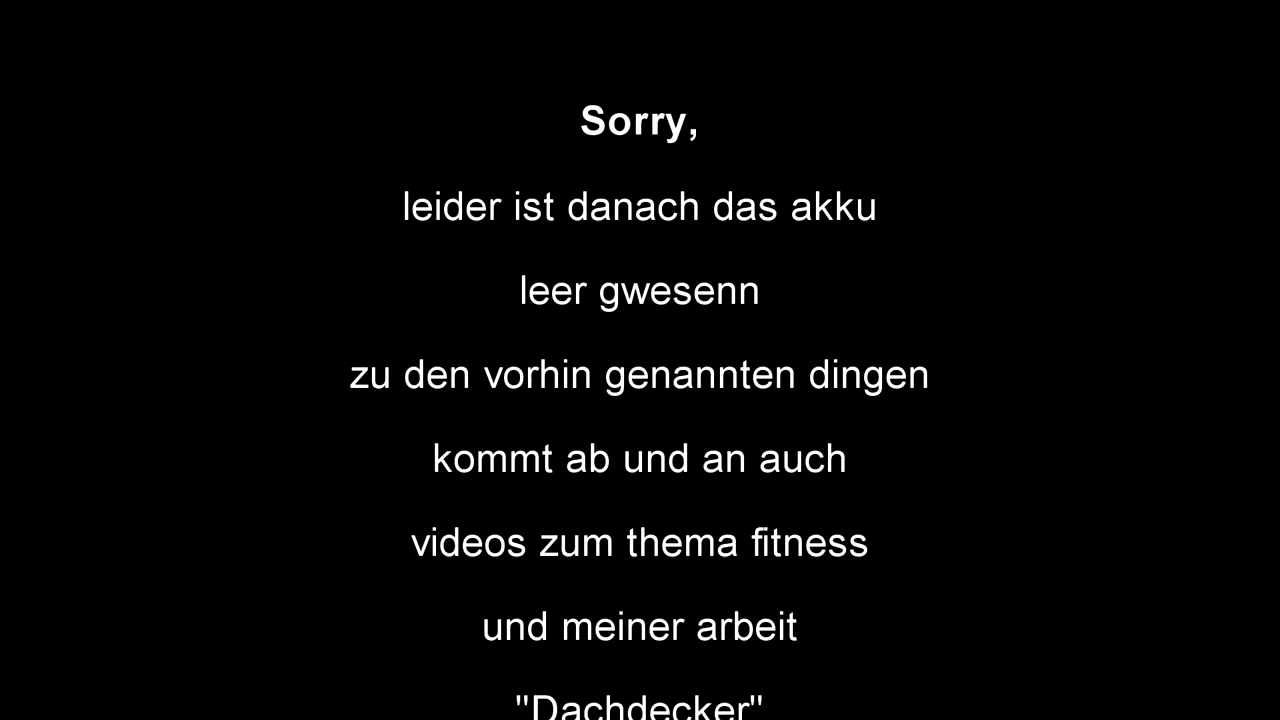 Sorry,
leider ist danach das akku
leer gwesenn
zu den vorhin genannten dingen
kommt ab und an auch
videos zum thema fitness
und meiner arbeit
"Dachdecker"